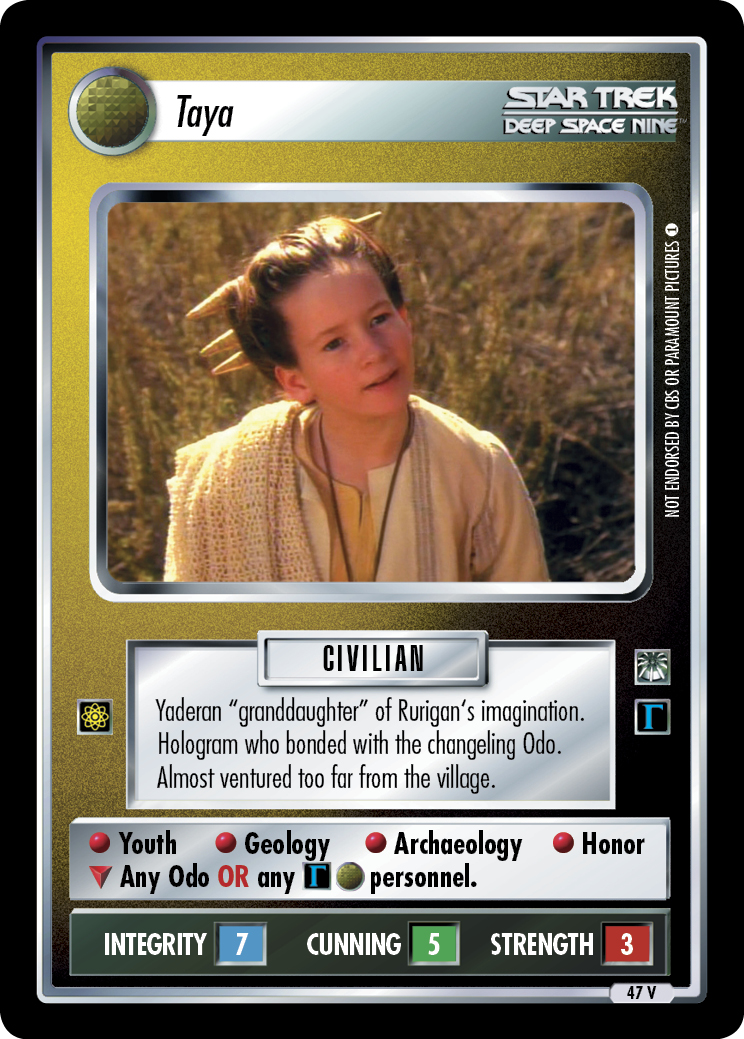 Taya
STAR TREK
DEEP SPACE NINE™
NOT ENDORSED BY CBS OR PARAMOUNT PICTURES 1
CIVILIAN
Yaderan “granddaughter” of Rurigan‘s imagination.
Hologram who bonded with the changeling Odo.
Almost ventured too far from the village.
Γ
Youth Geology Archaeology Honor
Any Odo OR any Γ personnel.
INTEGRITY 7 CUNNING 5 STRENGTH 3
47 V